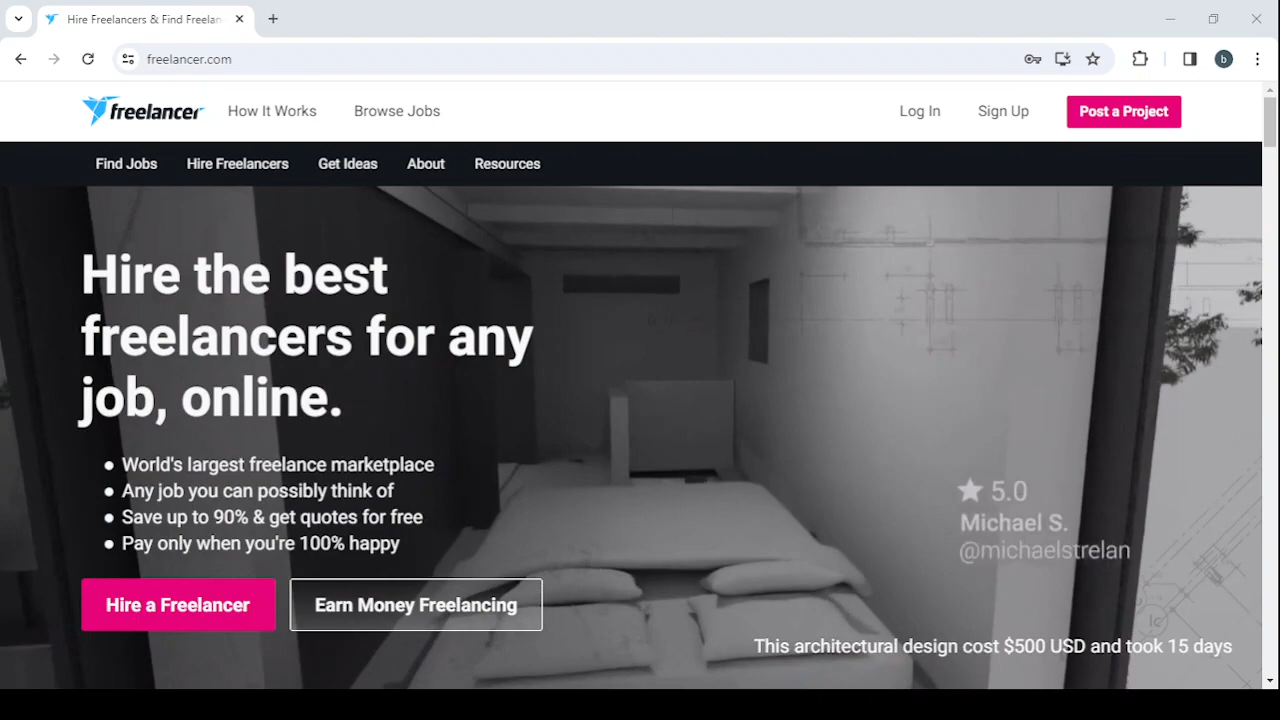 Hire Freelancers & Find Freelan
freelancer.com
b
freelancer
How It Works
Browse Jobs
Log In
Sign Up
Post a Project
Find Jobs
Hire Freelancers
Get Ideas
About
Resources
Hire the best
freelancers for any
job, online.
World's largest freelance marketplace
Any job you can possibly think of
Save up to 90% & get quotes for free
Pay only when you're 100% happy
Hire a Freelancer
Earn Money Freelancing
5.0
Michael S.
@michaelstrelan
This architectural design cost $500 USD and took 15 days